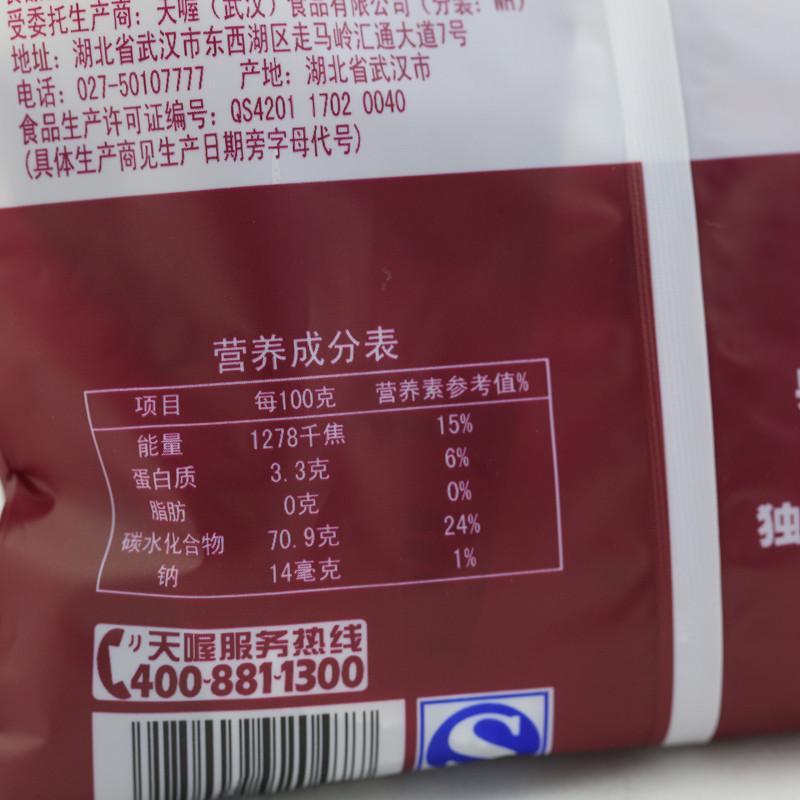 受委托生产商：天喔（武汉）食品有限公司（分装：WH）
地址：湖北省武汉市东西湖区走马岭汇通大道7号
电话：027-50107777 产地：湖北省武汉市
食品生产许可证编号：QS4201 1702 0040
(具体生产商见生产日期旁字母代号)
营养成分表
项目 每100克 营养素参考值%
能量 1278千焦 15%
蛋白质 3.3克 6%
脂肪 0克 0%
碳水化合物 70.9克 24%
钠 14毫克 1%
天喔服务热线
400-881-1300
独